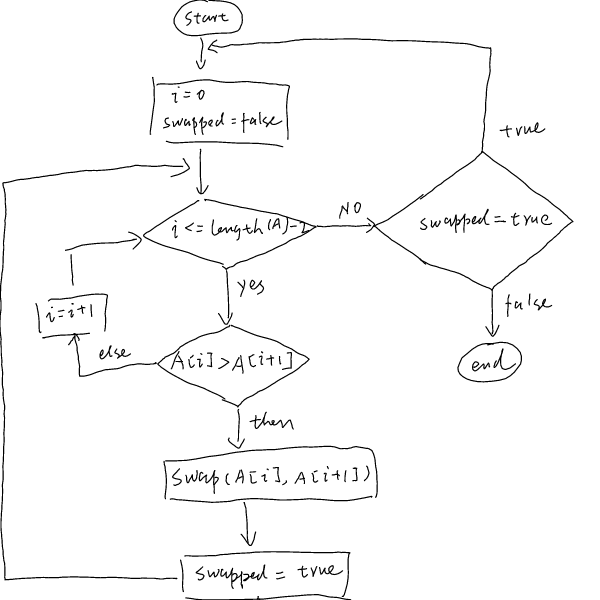 start
i=0
swapped=false
true
i<=length(A)-2
NO
swapped=true
yes
i=i+1
false
else
A[i]>A[i+1]
end
then
swap(A[i], A[i+1])
swapped = true